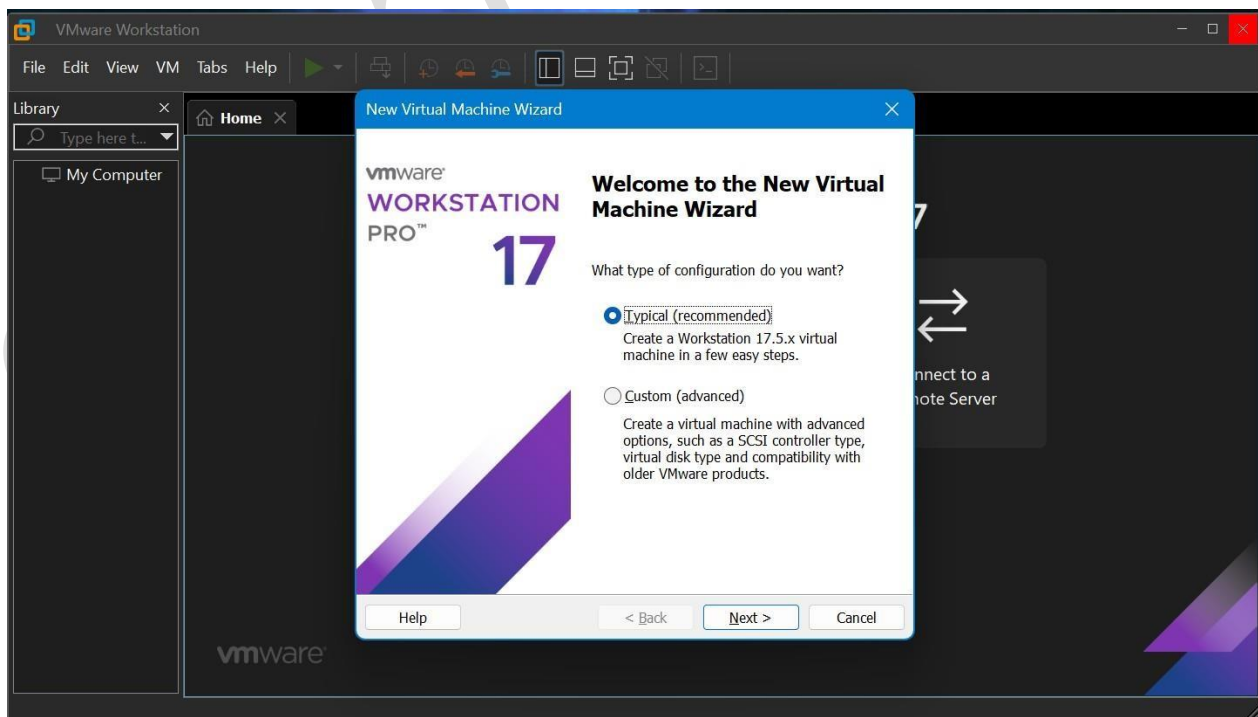 VMware Workstation
File Edit View VM Tabs Help
Library
Type here t...
My Computer
Home
New Virtual Machine Wizard
vmware
WORKSTATION
PRO™
17
Welcome to the New Virtual
Machine Wizard
What type of configuration do you want?
Typical (recommended)
Create a Workstation 17.5.x virtual
machine in a few easy steps.
Custom (advanced)
Create a virtual machine with advanced
options, such as a SCSI controller type,
virtual disk type and compatibility with
older VMware products.
Help
< Back
Next >
Cancel
7
nnect to a
ote Server
vmware